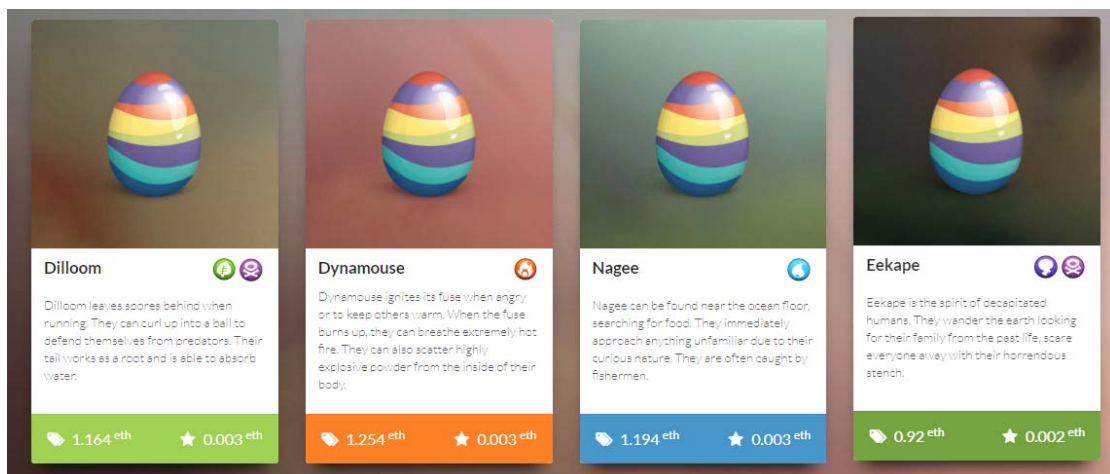 Dilloom
Dilloom leaves spores behind when
running. They can curl up into a ball to
defend themselves from predators. Their
tail works as a root and is able to absorb
water.
1.164 eth
0.003 eth
Dynamouse
Dynamouse ignites its fuse when angry
or to keep others warm. When the fuse
burns up, they can breathe extremely hot
fire. They can also scatter highly
explosive powder from the inside of their
body.
1.254 eth
0.003 eth
Nagee
Nagee can be found near the ocean floor,
searching for food. They immediately
approach anything unfamiliar due to their
curious nature. They are often caught by
fishermen.
1.194 eth
0.003 eth
Eekape
Eekape is the spirit of decapitated
humans. They wander the earth looking
for their family from the past life, scare
everyone away with their horrendous
stench.
0.92 eth
0.002 eth